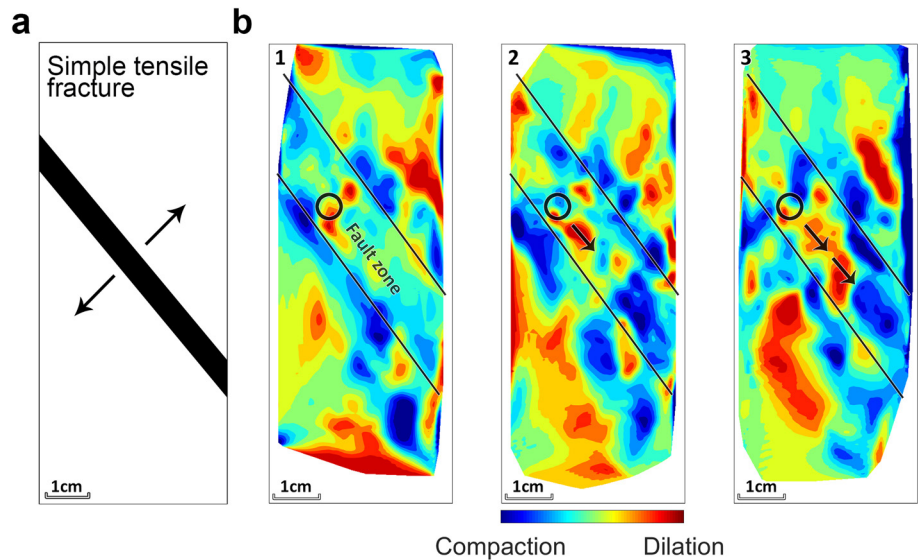 a
Simple tensile
fracture
1cm
b
1
Fault zone
1cm
2
1cm
3
1cm
Compaction
Dilation